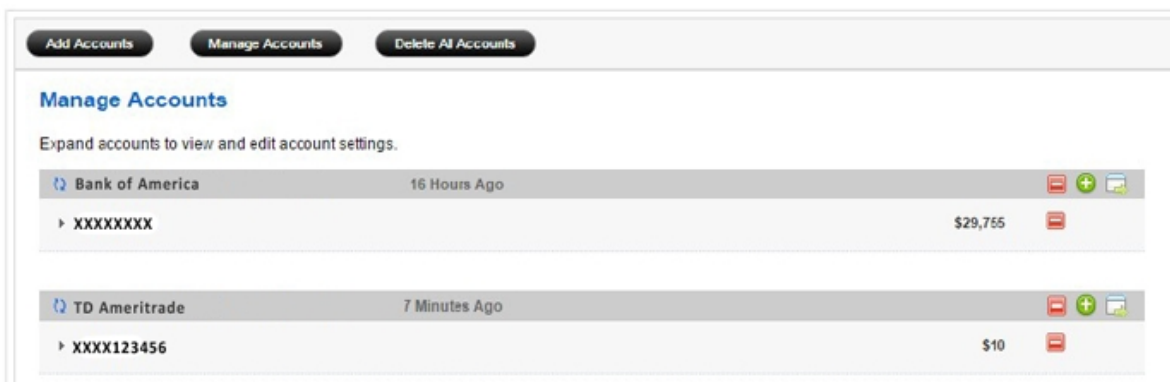 Add Accounts Manage Accounts Delete All Accounts
Manage Accounts
Expand accounts to view and edit account settings.
Bank of America 16 Hours Ago
XXXXXXXX $29,755
TD Ameritrade 7 Minutes Ago
XXXX123456 $10